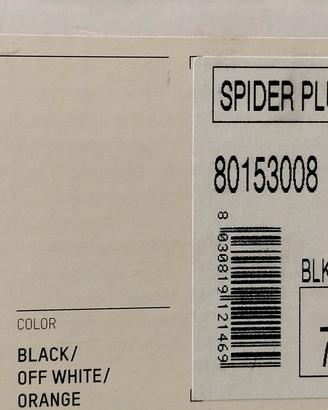 SPIDER PLU
80153008
8 030819 121469
BLK
7
COLOR
BLACK/
OFF WHITE/
ORANGE